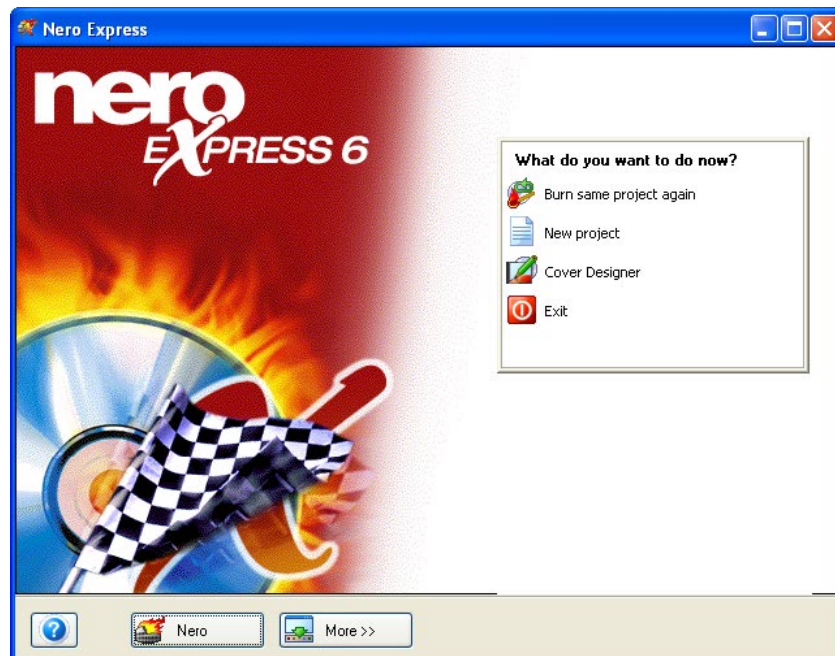 Nero Express
nero
EXPRESS 6
What do you want to do now?
Burn same project again
New project
Cover Designer
Exit
?
Nero
More >>